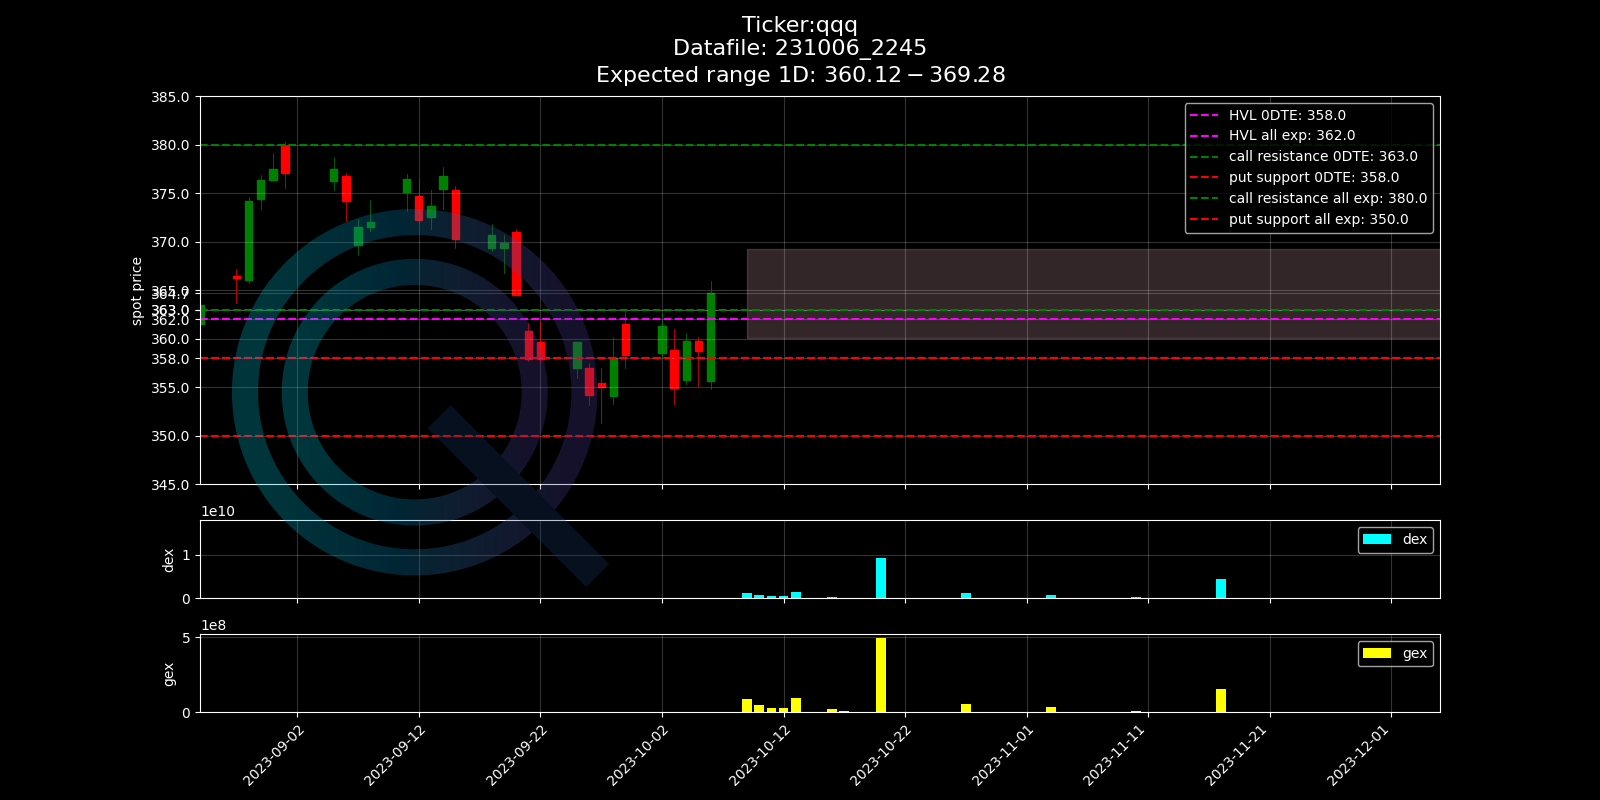 Ticker:qqq
Datafile: 231006_2245
Expected range 1D: 360.12 − 369.28
385.0
380.0
375.0
370.0
365.0
364.7
363.0
362.0
360.0
358.0
355.0
350.0
345.0
spot price
HVL 0DTE: 358.0
HVL all exp: 362.0
call resistance 0DTE: 363.0
put support 0DTE: 358.0
call resistance all exp: 380.0
put support all exp: 350.0
1e10
1
0
dex
dex
1e8
5
0
gex
gex
2023-09-02
2023-09-12
2023-09-22
2023-10-02
2023-10-12
2023-10-22
2023-11-01
2023-11-11
2023-11-21
2023-12-01